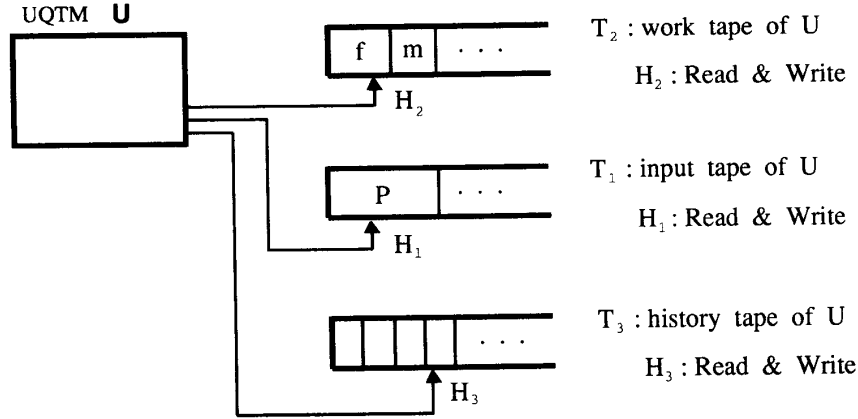 UQTM U
f m · · ·
H₂
T₂ : work tape of U
H₂ : Read & Write
P · · ·
H₁
T₁ : input tape of U
H₁ : Read & Write
· · ·
H₃
T₃ : history tape of U
H₃ : Read & Write